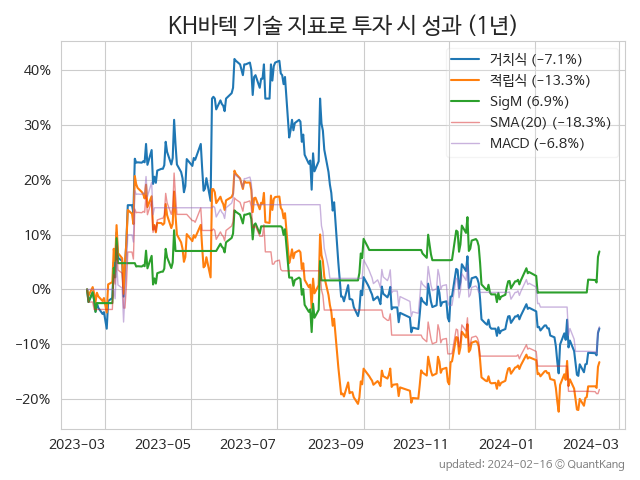 KH바텍 기술 지표로 투자 시 성과 (1년)
거치식 (−7.1%)
적립식 (−13.3%)
SigM (6.9%)
SMA(20) (−18.3%)
MACD (−6.8%)
40%
30%
20%
10%
0%
−10%
−20%
2023-03 2023-05 2023-07 2023-09 2023-11 2024-01 2024-03
updated: 2024-02-16 © QuantKang